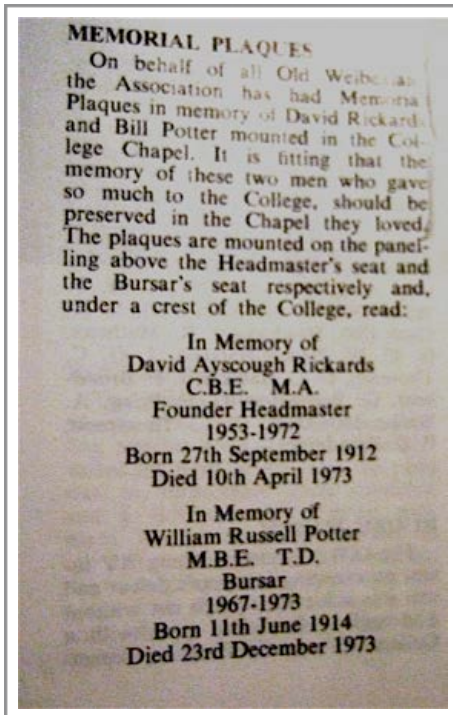 MEMORIAL PLAQUES
On behalf of all Old
the Association has had Memoria
Plaques in memory of David Rickards
and Bill Potter mounted in the Col-
lege Chapel. It is fitting that the
memory of these two men who gave
so much to the College, should be
preserved in the Chapel they loved.
The plaques are mounted on the panel-
ling above the Headmaster's seat and
the Bursar's seat respectively and,
under a crest of the College, read:
In Memory of
David Ayscough Rickards
C.B.E. M.A.
Founder Headmaster
1953-1972
Born 27th September 1912
Died 10th April 1973
In Memory of
William Russell Potter
M.B.E. T.D.
Bursar
1967-1973
Born 11th June 1914
Died 23rd December 1973